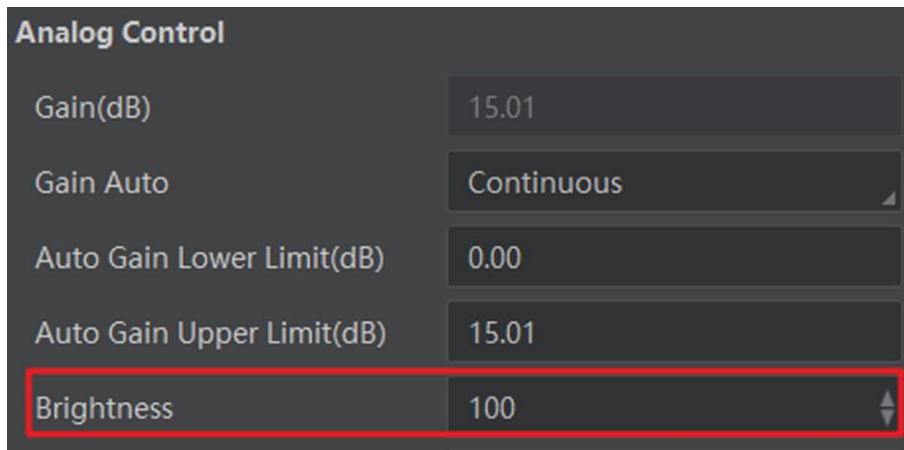 Analog Control
Gain(dB) 15.01
Gain Auto Continuous
Auto Gain Lower Limit(dB) 0.00
Auto Gain Upper Limit(dB) 15.01
Brightness 100